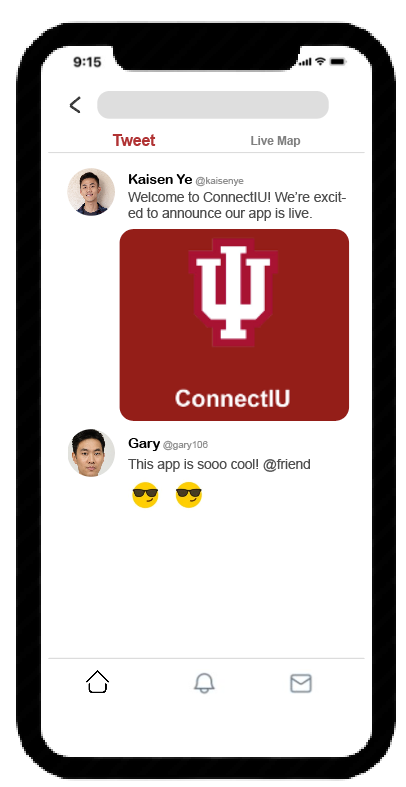 9:15
Tweet Live Map
Kaisen Ye @kaisenye
Welcome to ConnectIU! We're excit-
ed to announce our app is live.
ConnectIU
Gary @gary106
This app is sooo cool! @friend